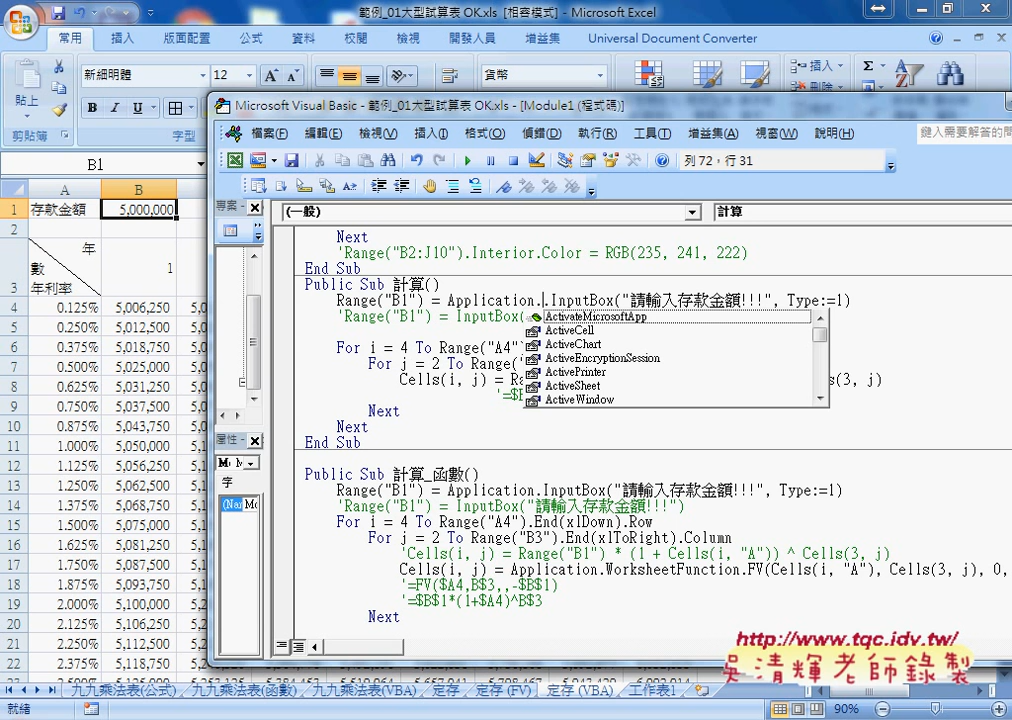 範例_01大型試算表 OK.xls [相容模式] - Microsoft Excel
常用 插入 版面配置 公式 資料 校閱 檢視 開發人員 增益集 Universal Document Converter
新細明體 12 貨幣 插入 Σ
貼上 B I U
剪貼簿 字型
Microsoft Visual Basic - 範例_01大型試算表 OK.xls - [Module1 (程式碼)]
檔案(F) 編輯(E) 檢視(V) 插入(I) 格式(O) 偵錯(D) 執行(R) 工具(T) 增益集(A) 視窗(W) 說明(H) 鍵入需要解答的問
列 72，行 31
B1
專案 -
(一般) 計算
A B
1 存款金額 5,000,000
2
年
數 1
3 年利率
4 0.125% 5,006,250
5 0.250% 5,012,500
6 0.375% 5,018,750
7 0.500% 5,025,000
8 0.625% 5,031,250
9 0.750% 5,037,500
10 0.875% 5,043,750
11 1.000% 5,050,000
12 1.125% 5,056,250
13 1.250% 5,062,500
14 1.375% 5,068,750
15 1.500% 5,075,000
16 1.625% 5,081,250
17 1.750% 5,087,500
18 1.875% 5,093,750
19 2.000% 5,100,000
20 2.125% 5,106,250
21 2.250% 5,112,500
22 2.375% 5,118,750
屬性 -
字
Next
'Range("B2:J10").Interior.Color = RGB(235, 241, 222)
End Sub
Public Sub 計算()
Range("B1") = Application..InputBox("請輸入存款金額!!!", Type:=1)
'Range("B1") = InputBox(
For i = 4 To Range("A4")
For j = 2 To Range(
Cells(i, j) = Ra s(3, j)
'=$B
Next
Next
End Sub
ActivateMicrosoftApp
ActiveCell
ActiveChart
ActiveEncryptionSession
ActivePrinter
ActiveSheet
ActiveWindow
Public Sub 計算_函數()
Range("B1") = Application.InputBox("請輸入存款金額!!!", Type:=1)
'Range("B1") = InputBox("請輸入存款金額!!!")
For i = 4 To Range("A4").End(xlDown).Row
For j = 2 To Range("B3").End(xlToRight).Column
'Cells(i, j) = Range("B1") * (1 + Cells(i, "A")) ^ Cells(3, j)
Cells(i, j) = Application.WorksheetFunction.FV(Cells(i, "A"), Cells(3, j), 0,
'=FV($A4,B$3,,-$B$1)
'=$B$1*(1+$A4)^B$3
Next
http://www.tqc.idv.tw/
吳清輝老師錄製
九九乘法表(公式) 九九乘法表(函數) 九九乘法表(VBA) 定存 定存 (FV) 定存 (VBA) 工作表1
就緒 90%